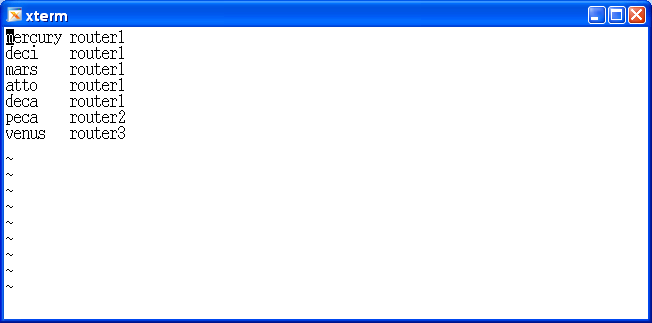 xterm
mercury router1
deci    router1
mars    router1
atto    router1
deca    router1
peca    router2
venus   router3
~
~
~
~
~
~
~
~
~